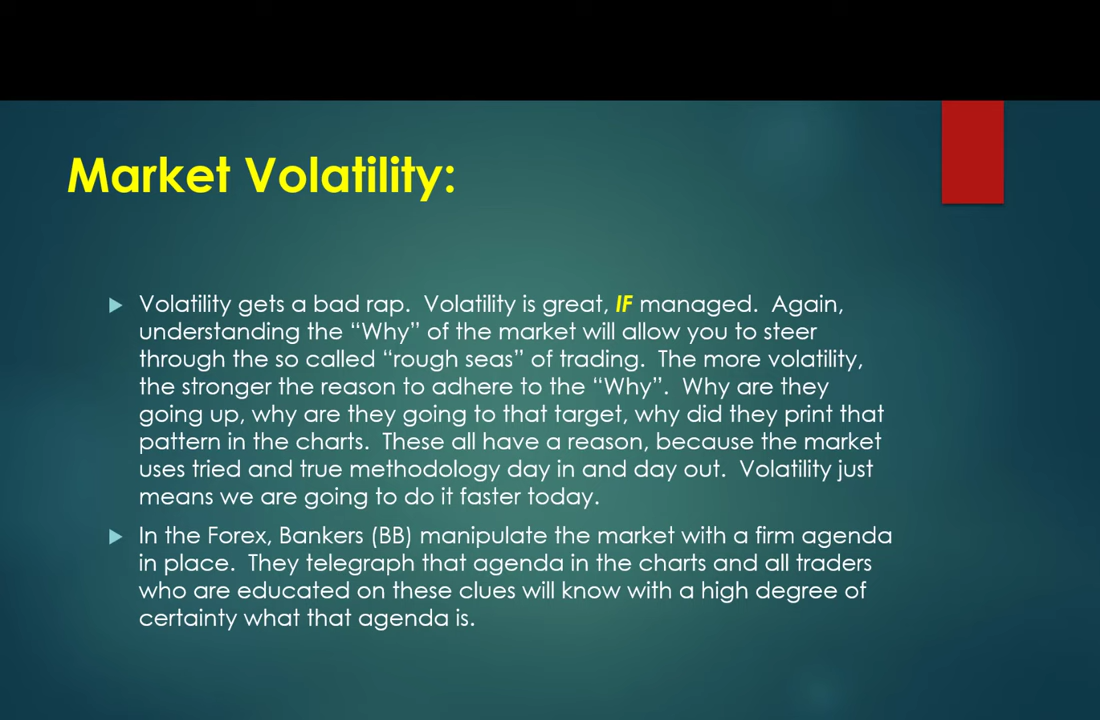 Market Volatility:
Volatility gets a bad rap.  Volatility is great, IF managed.  Again,
understanding the “Why” of the market will allow you to steer
through the so called “rough seas” of trading.  The more volatility,
the stronger the reason to adhere to the “Why”.  Why are they
going up, why are they going to that target, why did they print that
pattern in the charts.  These all have a reason, because the market
uses tried and true methodology day in and day out.  Volatility just
means we are going to do it faster today.
In the Forex, Bankers (BB) manipulate the market with a firm agenda
in place.  They telegraph that agenda in the charts and all traders
who are educated on these clues will know with a high degree of
certainty what that agenda is.